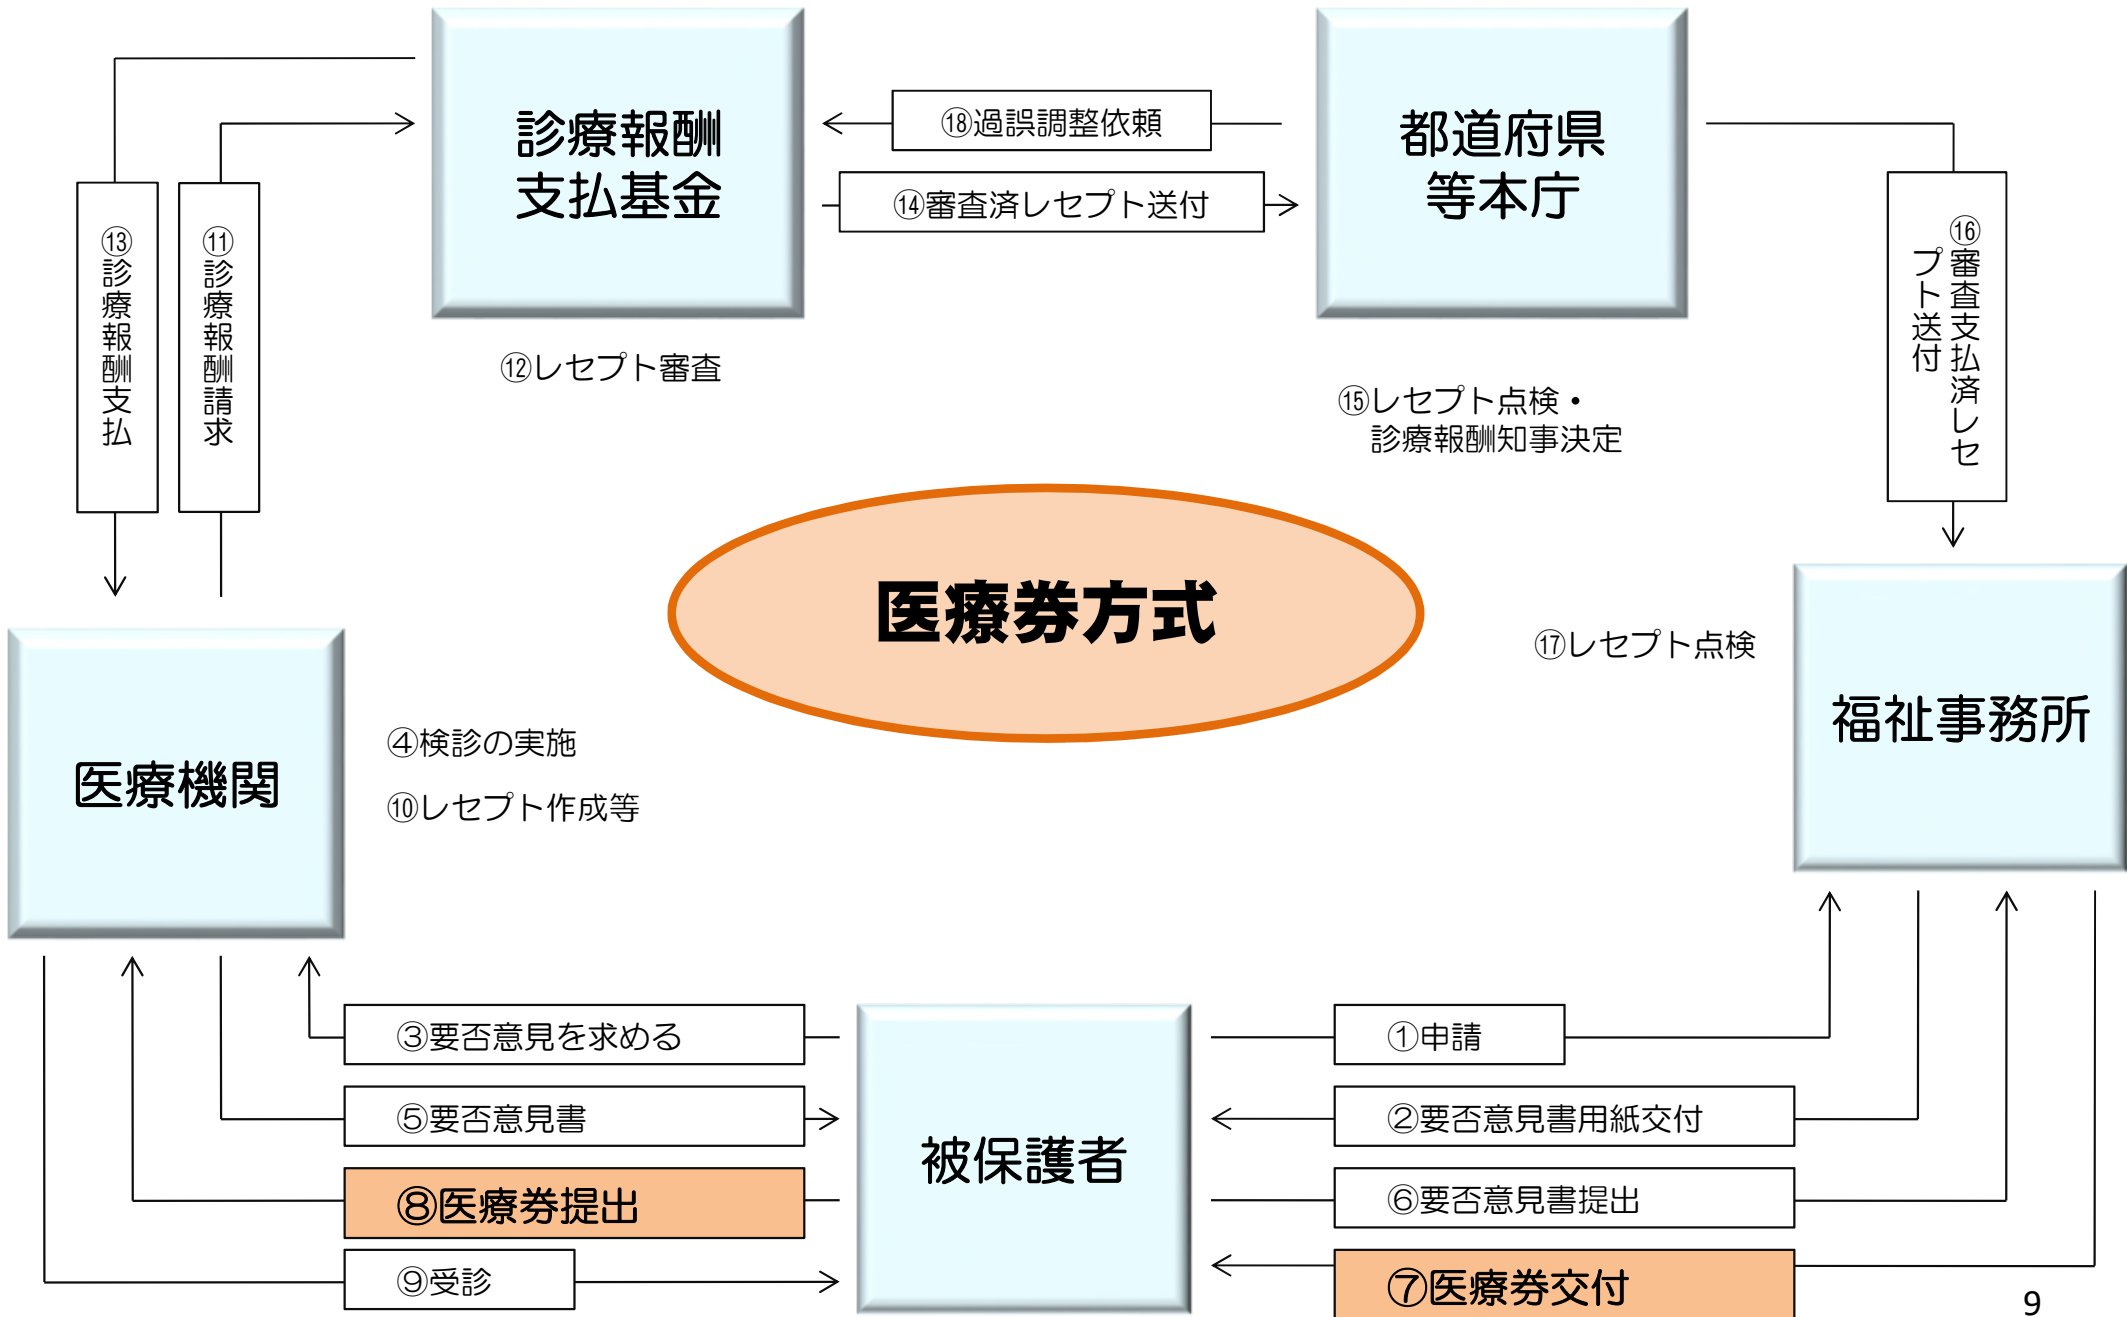 診療報酬
支払基金
⑱過誤調整依頼
⑭審査済レセプト送付
都道府県
等本庁
⑬診療報酬支払
⑪診療報酬請求
⑯審査支払済レセ
プト送付
⑫レセプト審査
⑮レセプト点検・
診療報酬知事決定
医療券方式
⑰レセプト点検
福祉事務所
医療機関
④検診の実施
⑩レセプト作成等
③要否意見を求める
⑤要否意見書
⑧医療券提出
⑨受診
被保護者
①申請
②要否意見書用紙交付
⑥要否意見書提出
⑦医療券交付
9